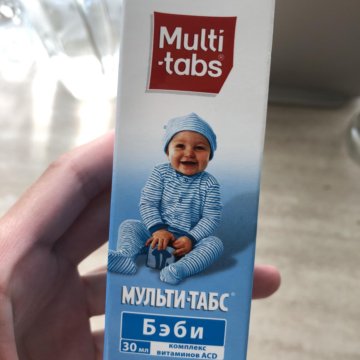 Multi
-tabs®
МУЛЬТИ-ТАБС®
Бэби
30 мл
комплекс
витаминов ACD